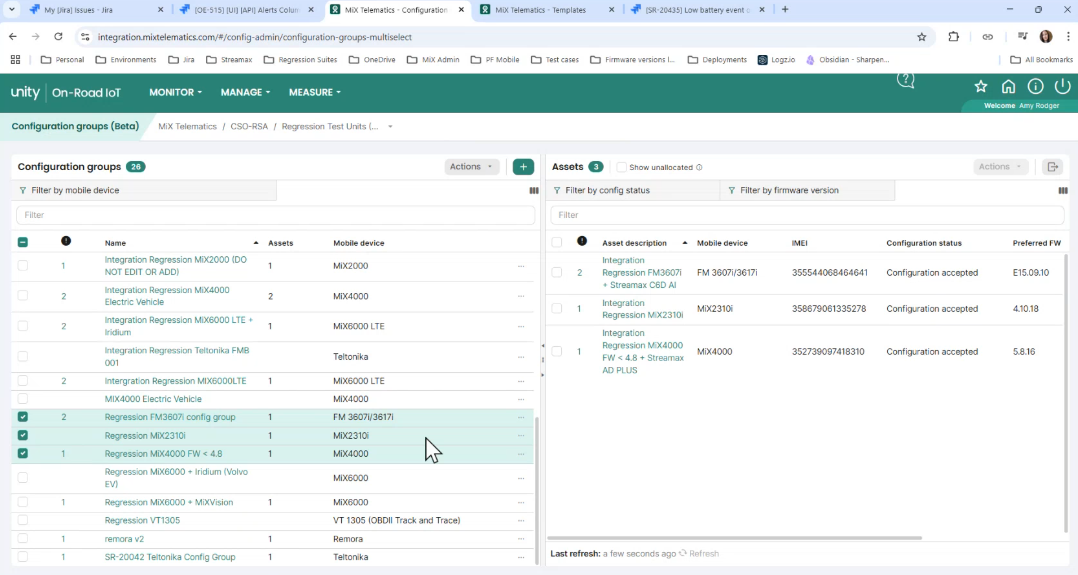 My [Jira] Issues - Jira
[OE-515] [UI] [API] Alerts Colum
MiX Telematics - Configuration
MiX Telematics - Templates
[SR-20435] Low battery event c
integration.mixtelematics.com/#/config-admin/configuration-groups-multiselect
Personal
Environments
Jira
Streamax
Regression Suites
OneDrive
MiX Admin
PF Mobile
Test cases
Firmware versions I...
Deployments
Logz.io
Obsidian - Sharpen...
All Bookmarks
unity
On-Road IoT
MONITOR
MANAGE
MEASURE
Welcome Amy Rodger
Configuration groups (Beta)
MiX Telematics / CSO-RSA / Regression Test Units (...
Configuration groups 26
Actions
+
Filter by mobile device
Filter
Name
Assets
Mobile device
1 Integration Regression MiX2000 (DO 1 MiX2000 ...
NOT EDIT OR ADD)
2 Integration Regression MiX4000 2 MiX4000 ...
Electric Vehicle
2 Integration Regression MiX6000 LTE + 1 MiX6000 LTE ...
Iridium
Integration Regression Teltonika FMB Teltonika ...
001
2 Intergration Regression MIX6000LTE 1 MiX6000 LTE ...
MIX4000 Electric Vehicle MiX4000 ...
2 Regression FM3607i config group 1 FM 3607i/3617i ...
Regression MiX2310i 1 MiX2310i ...
1 Regression MiX4000 FW < 4.8 1 MiX4000 ...
Regression MiX6000 + Iridium (Volvo MiX6000 ...
EV)
1 Regression MiX6000 + MiXVision 1 MiX6000 ...
Regression VT1305 VT 1305 (OBDII Track and Trace) ...
1 remora v2 1 Remora ...
1 SR-20042 Teltonika Config Group 1 Teltonika ...
Assets 3
Show unallocated
Actions
Filter by config status
Filter by firmware version
Filter
Asset description
Mobile device
IMEI
Configuration status
Preferred FW
Integration
2 Regression FM3607i FM 3607i/3617i 355544068464641 Configuration accepted E15.09.10
+ Streamax C6D AI
Integration
1 Regression MiX2310i MiX2310i 358679061335278 Configuration accepted 4.10.18
Integration
Regression MiX4000
1 FW < 4.8 + Streamax MiX4000 352739097418310 Configuration accepted 5.8.16
AD PLUS
Last refresh: a few seconds ago Refresh